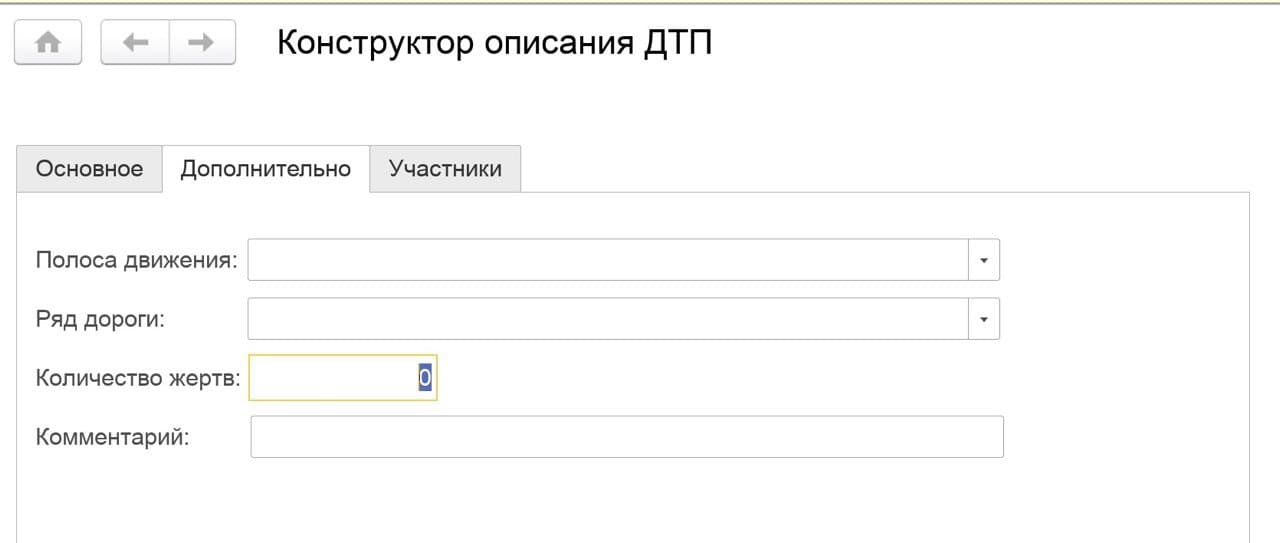 Конструктор описания ДТП
Основное Дополнительно Участники
Полоса движения:
Ряд дороги:
Количество жертв: 0
Комментарий: